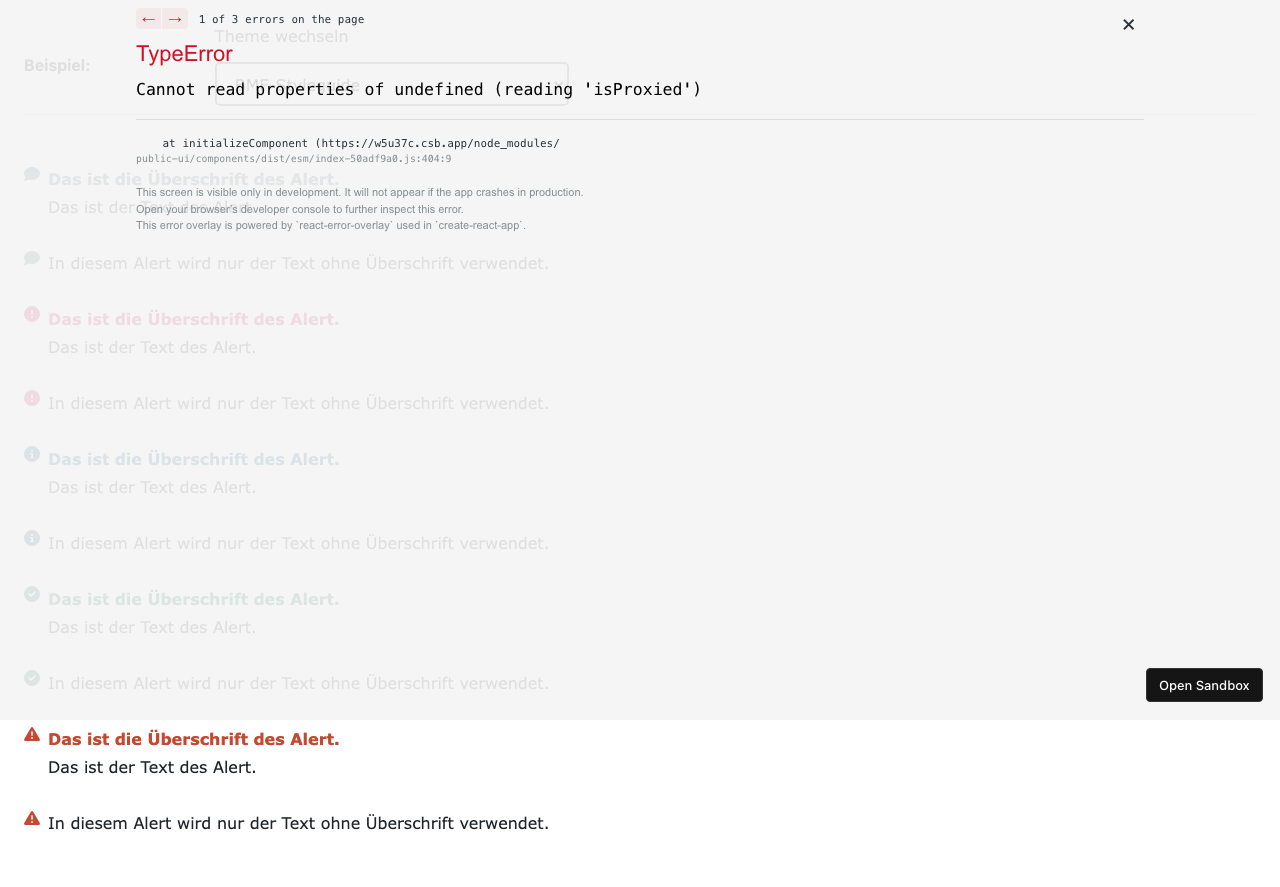 ← → 1 of 3 errors on the page
Theme wechseln
TypeError
Beispiel:
BMF Styleguide
Cannot read properties of undefined (reading 'isProxied')
at initializeComponent (https://w5u37c.csb.app/node_modules/
public-ui/components/dist/esm/index-50adf9a0.js:404:9
Das ist die Überschrift des Alert.
This screen is visible only in development. It will not appear if the app crashes in production.
Das ist der Text des Alert.
Open your browser's developer console to further inspect this error.
This error overlay is powered by `react-error-overlay` used in `create-react-app`.
In diesem Alert wird nur der Text ohne Überschrift verwendet.
Das ist die Überschrift des Alert.
Das ist der Text des Alert.
In diesem Alert wird nur der Text ohne Überschrift verwendet.
Das ist die Überschrift des Alert.
Das ist der Text des Alert.
In diesem Alert wird nur der Text ohne Überschrift verwendet.
Das ist die Überschrift des Alert.
Das ist der Text des Alert.
In diesem Alert wird nur der Text ohne Überschrift verwendet.
Open Sandbox
Das ist die Überschrift des Alert.
Das ist der Text des Alert.
In diesem Alert wird nur der Text ohne Überschrift verwendet.